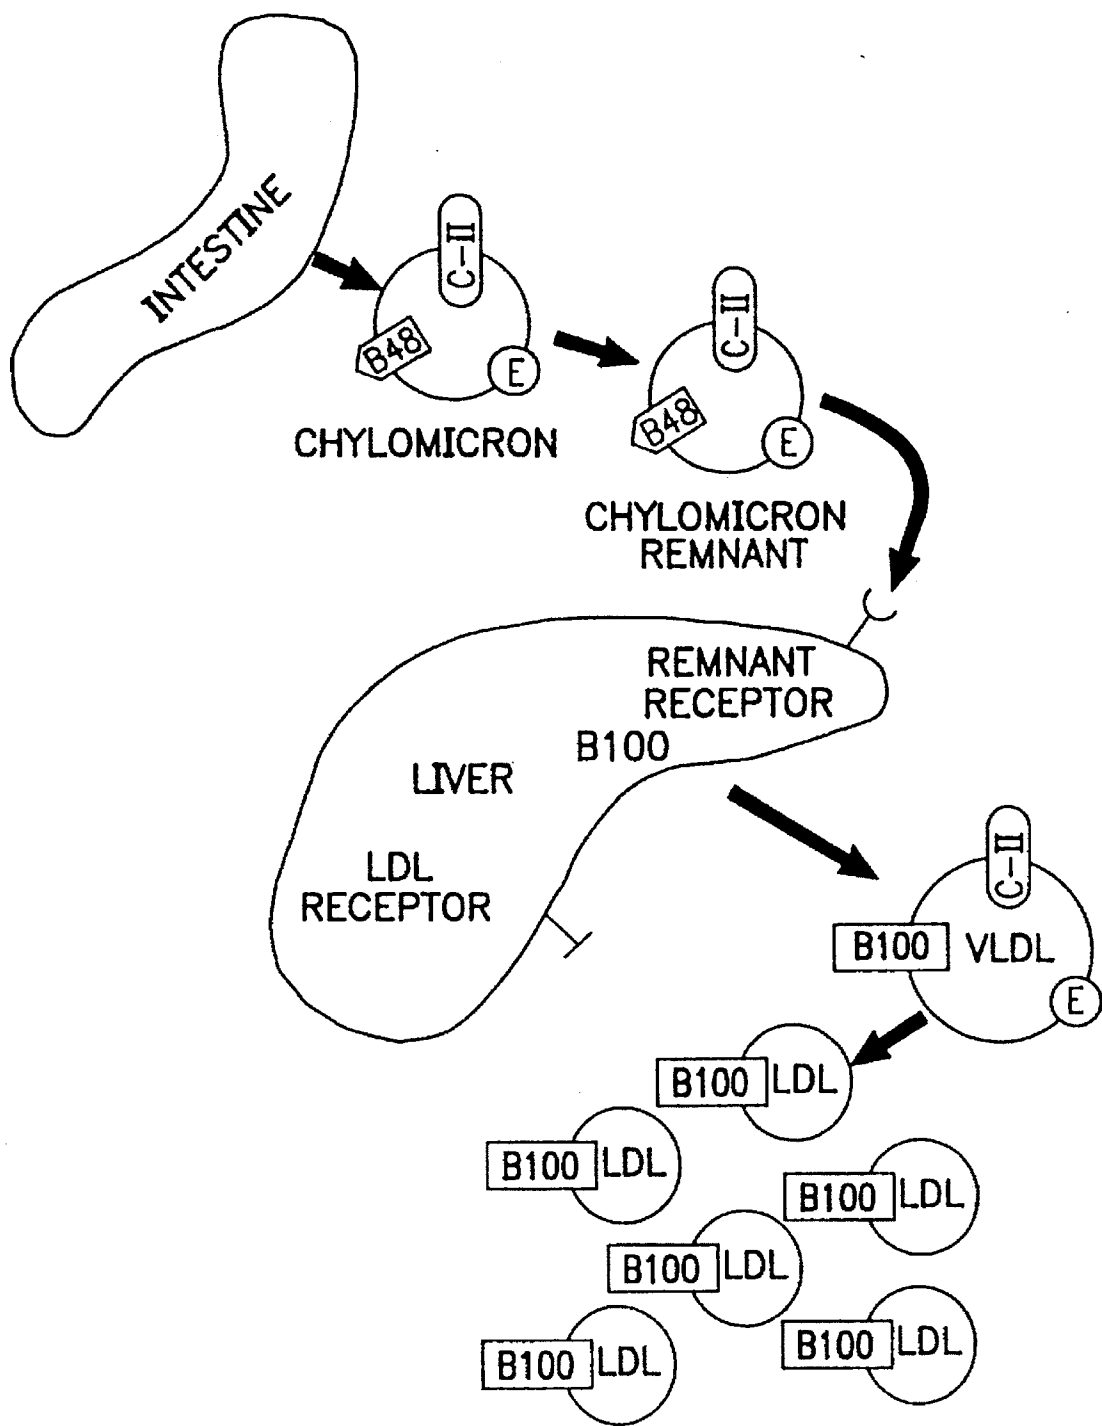 INTESTINE
C-II
B48
E
CHYLOMICRON
C-II
B48
E
CHYLOMICRON
REMNANT
REMNANT
RECEPTOR
B100
LIVER
LDL
RECEPTOR
C-II
B100 VLDL
E
B100 LDL
B100 LDL
B100 LDL
B100 LDL
B100 LDL
B100 LDL